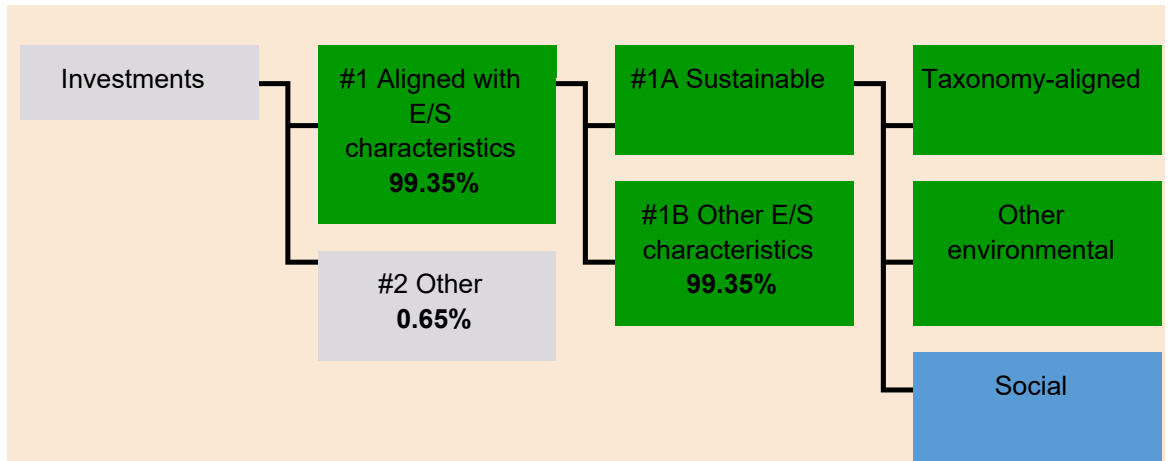 Investments
#1 Aligned with
E/S
characteristics
99.35%
#2 Other
0.65%
#1A Sustainable
#1B Other E/S
characteristics
99.35%
Taxonomy-aligned
Other
environmental
Social